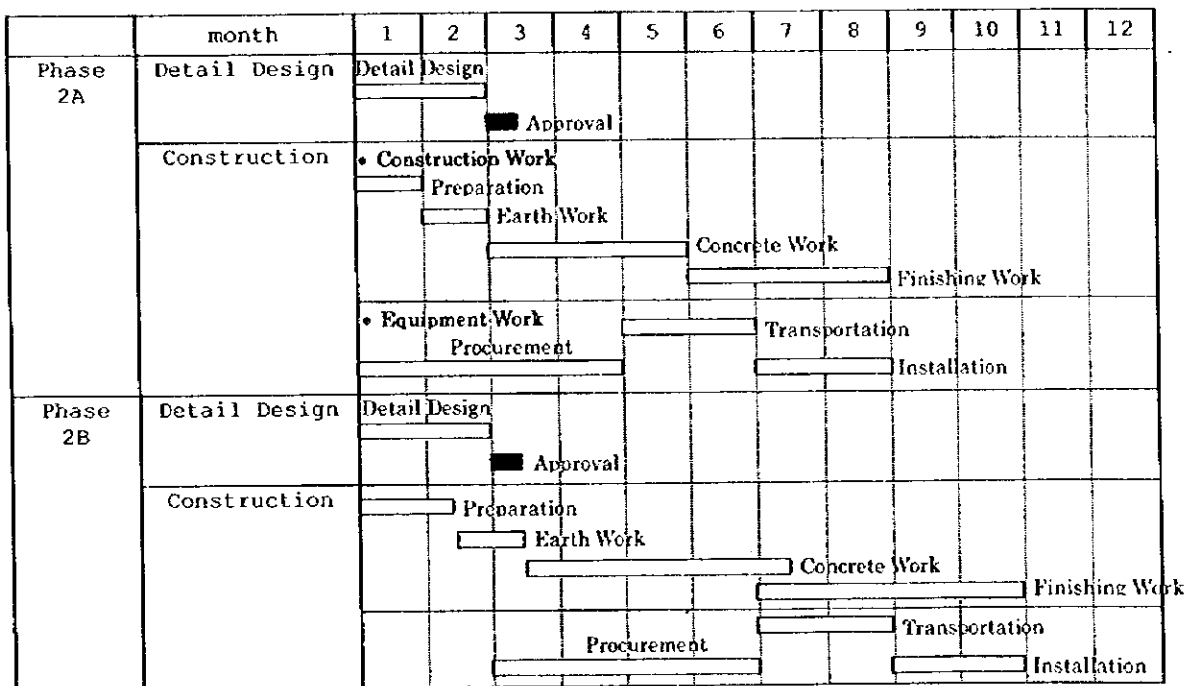 month 1 2 3 4 5 6 7 8 9 10 11 12
Phase 2A
Detail Design
Detail Design
Approval
Construction
• Construction Work
Preparation
Earth Work
Concrete Work
Finishing Work
• Equipment Work
Transportation
Procurement
Installation
Phase 2B
Detail Design
Detail Design
Approval
Construction
Preparation
Earth Work
Concrete Work
Finishing Work
Transportation
Procurement
Installation